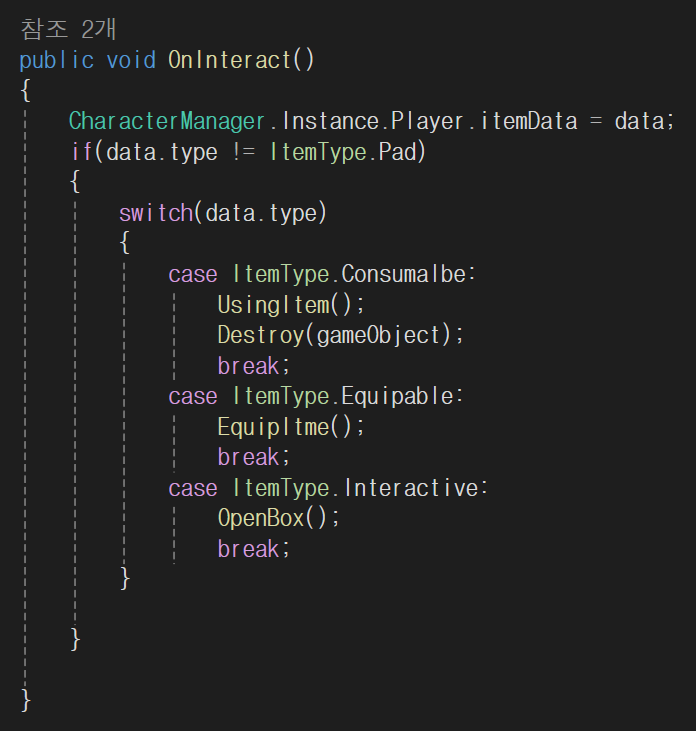 참조 2개
public void OnInteract()
{
    CharacterManager.Instance.Player.itemData = data;
    if(data.type != ItemType.Pad)
    {
        switch(data.type)
        {
            case ItemType.Consumalbe:
                UsingItem();
                Destroy(gameObject);
                break;
            case ItemType.Equipable:
                EquipItme();
                break;
            case ItemType.Interactive:
                OpenBox();
                break;
        }
    }
}